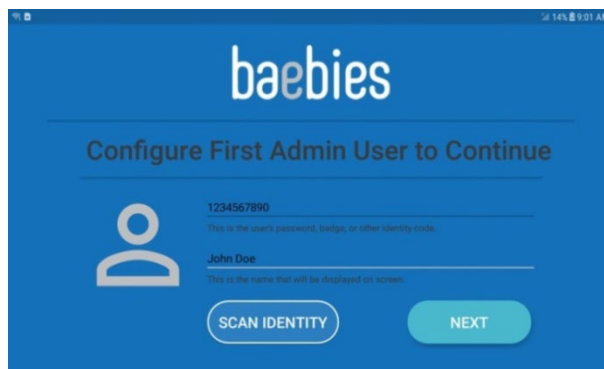 14% 9:01 AM
baebies
Configure First Admin User to Continue
1234567890
This is the user's password, badge, or other identity code.
John Doe
This is the name that will be displayed on screen.
SCAN IDENTITY
NEXT